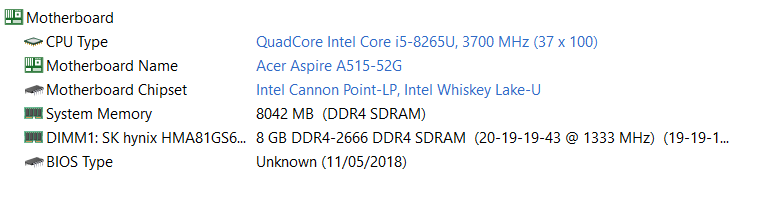 Motherboard
CPU Type QuadCore Intel Core i5-8265U, 3700 MHz (37 x 100)
Motherboard Name Acer Aspire A515-52G
Motherboard Chipset Intel Cannon Point-LP, Intel Whiskey Lake-U
System Memory 8042 MB (DDR4 SDRAM)
DIMM1: SK hynix HMA81GS6... 8 GB DDR4-2666 DDR4 SDRAM (20-19-19-43 @ 1333 MHz) (19-19-1...
BIOS Type Unknown (11/05/2018)